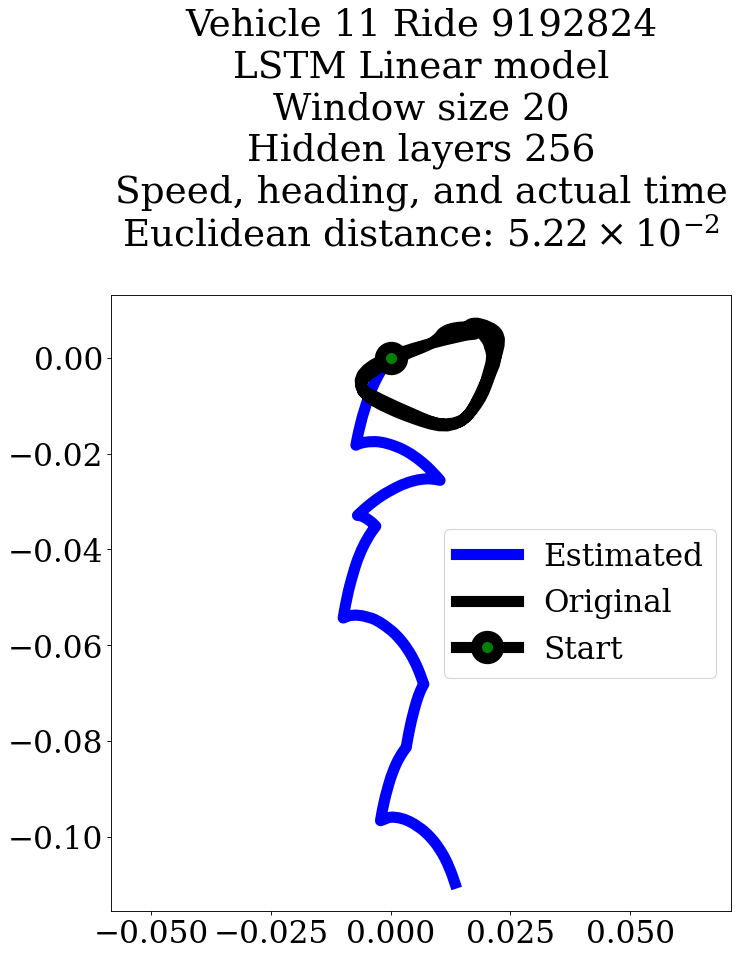 Vehicle 11 Ride 9192824
LSTM Linear model
Window size 20
Hidden layers 256
Speed, heading, and actual time
Euclidean distance: 5.22 × 10⁻²
0.00
−0.02
−0.04
−0.06
−0.08
−0.10
Estimated
Original
Start
−0.050 −0.025 0.000 0.025 0.050